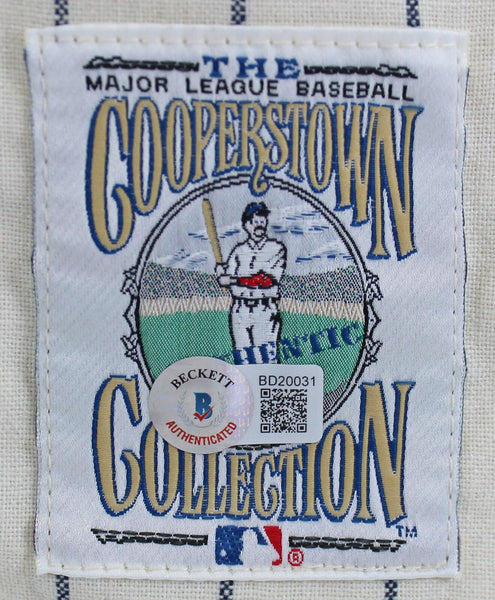 THE
MAJOR LEAGUE BASEBALL
COOPERSTOWN
HENTIC
BECKETT
B
AUTHENTICATED
BD20031
COLLECTION
TM
®